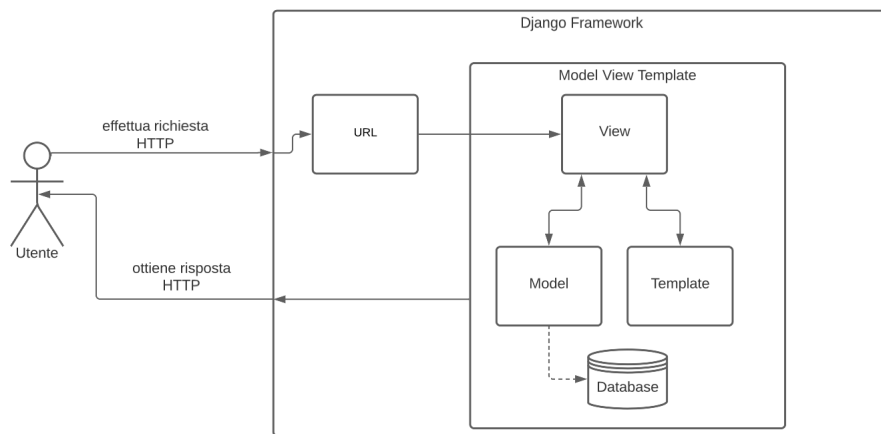 Django Framework
Model View Template
effettua richiesta
HTTP
URL
View
Utente
ottiene risposta
HTTP
Model
Template
Database